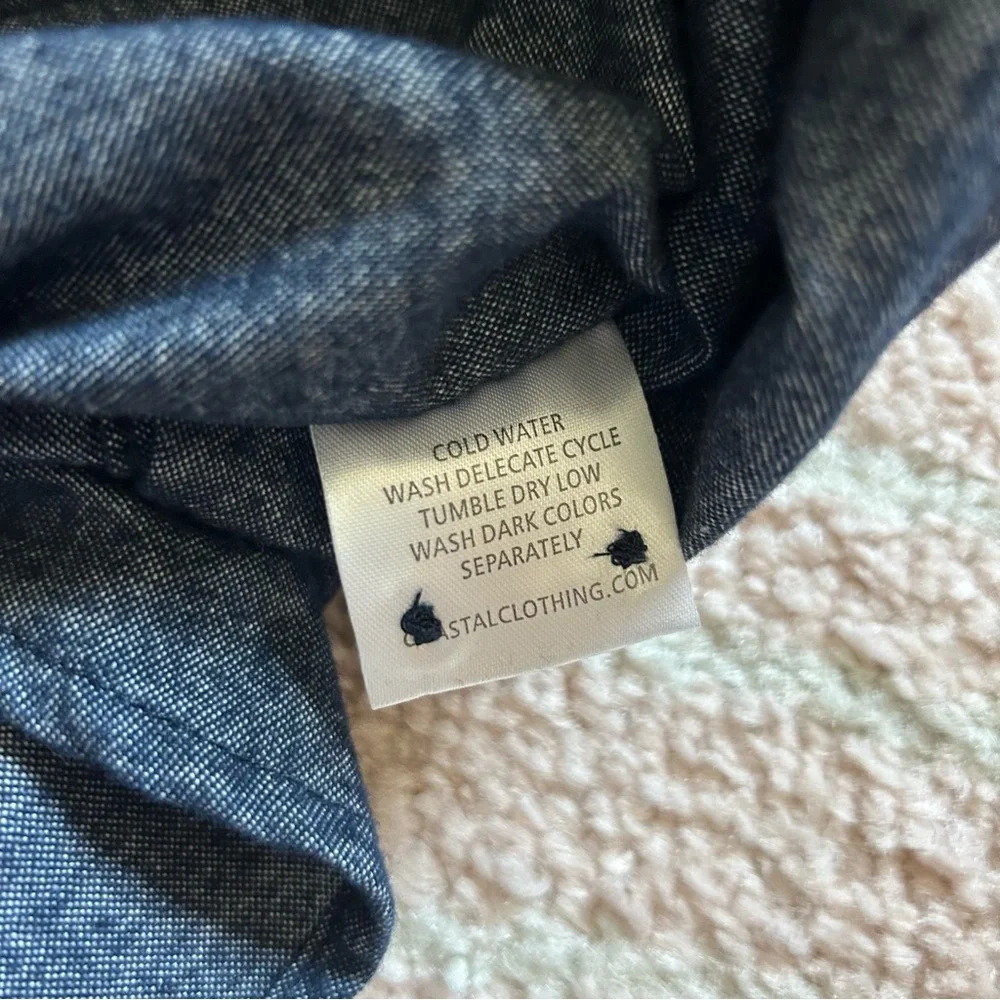 COLD WATER
WASH DELECATE CYCLE
TUMBLE DRY LOW
WASH DARK COLORS
SEPARATELY
ASTALCLOTHING.COM